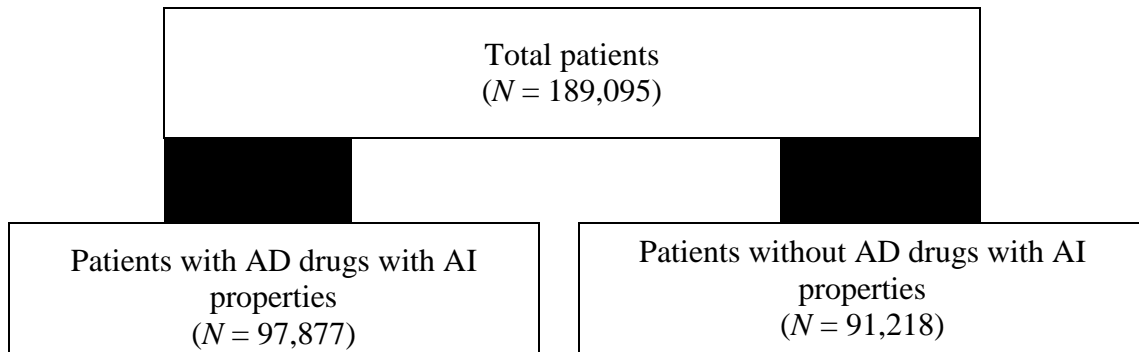 Total patients
(N = 189,095)
Patients with AD drugs with AI
properties
(N = 97,877)
Patients without AD drugs with AI
properties
(N = 91,218)